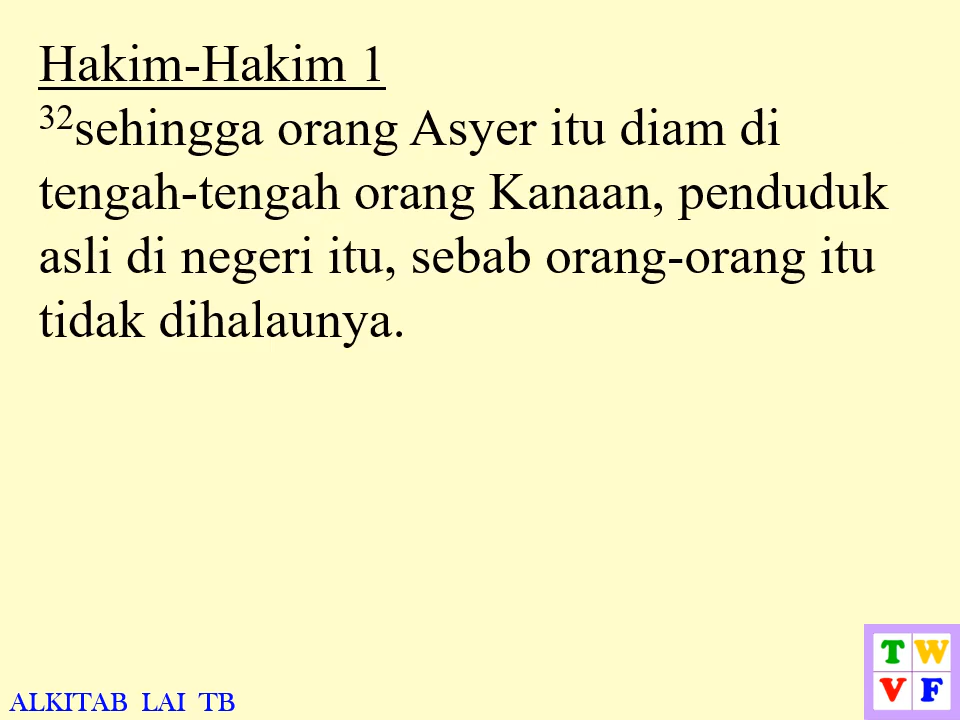 Hakim-Hakim 1
32sehingga orang Asyer itu diam di
tengah-tengah orang Kanaan, penduduk
asli di negeri itu, sebab orang-orang itu
tidak dihalaunya.
T W
V F
ALKITAB LAI TB